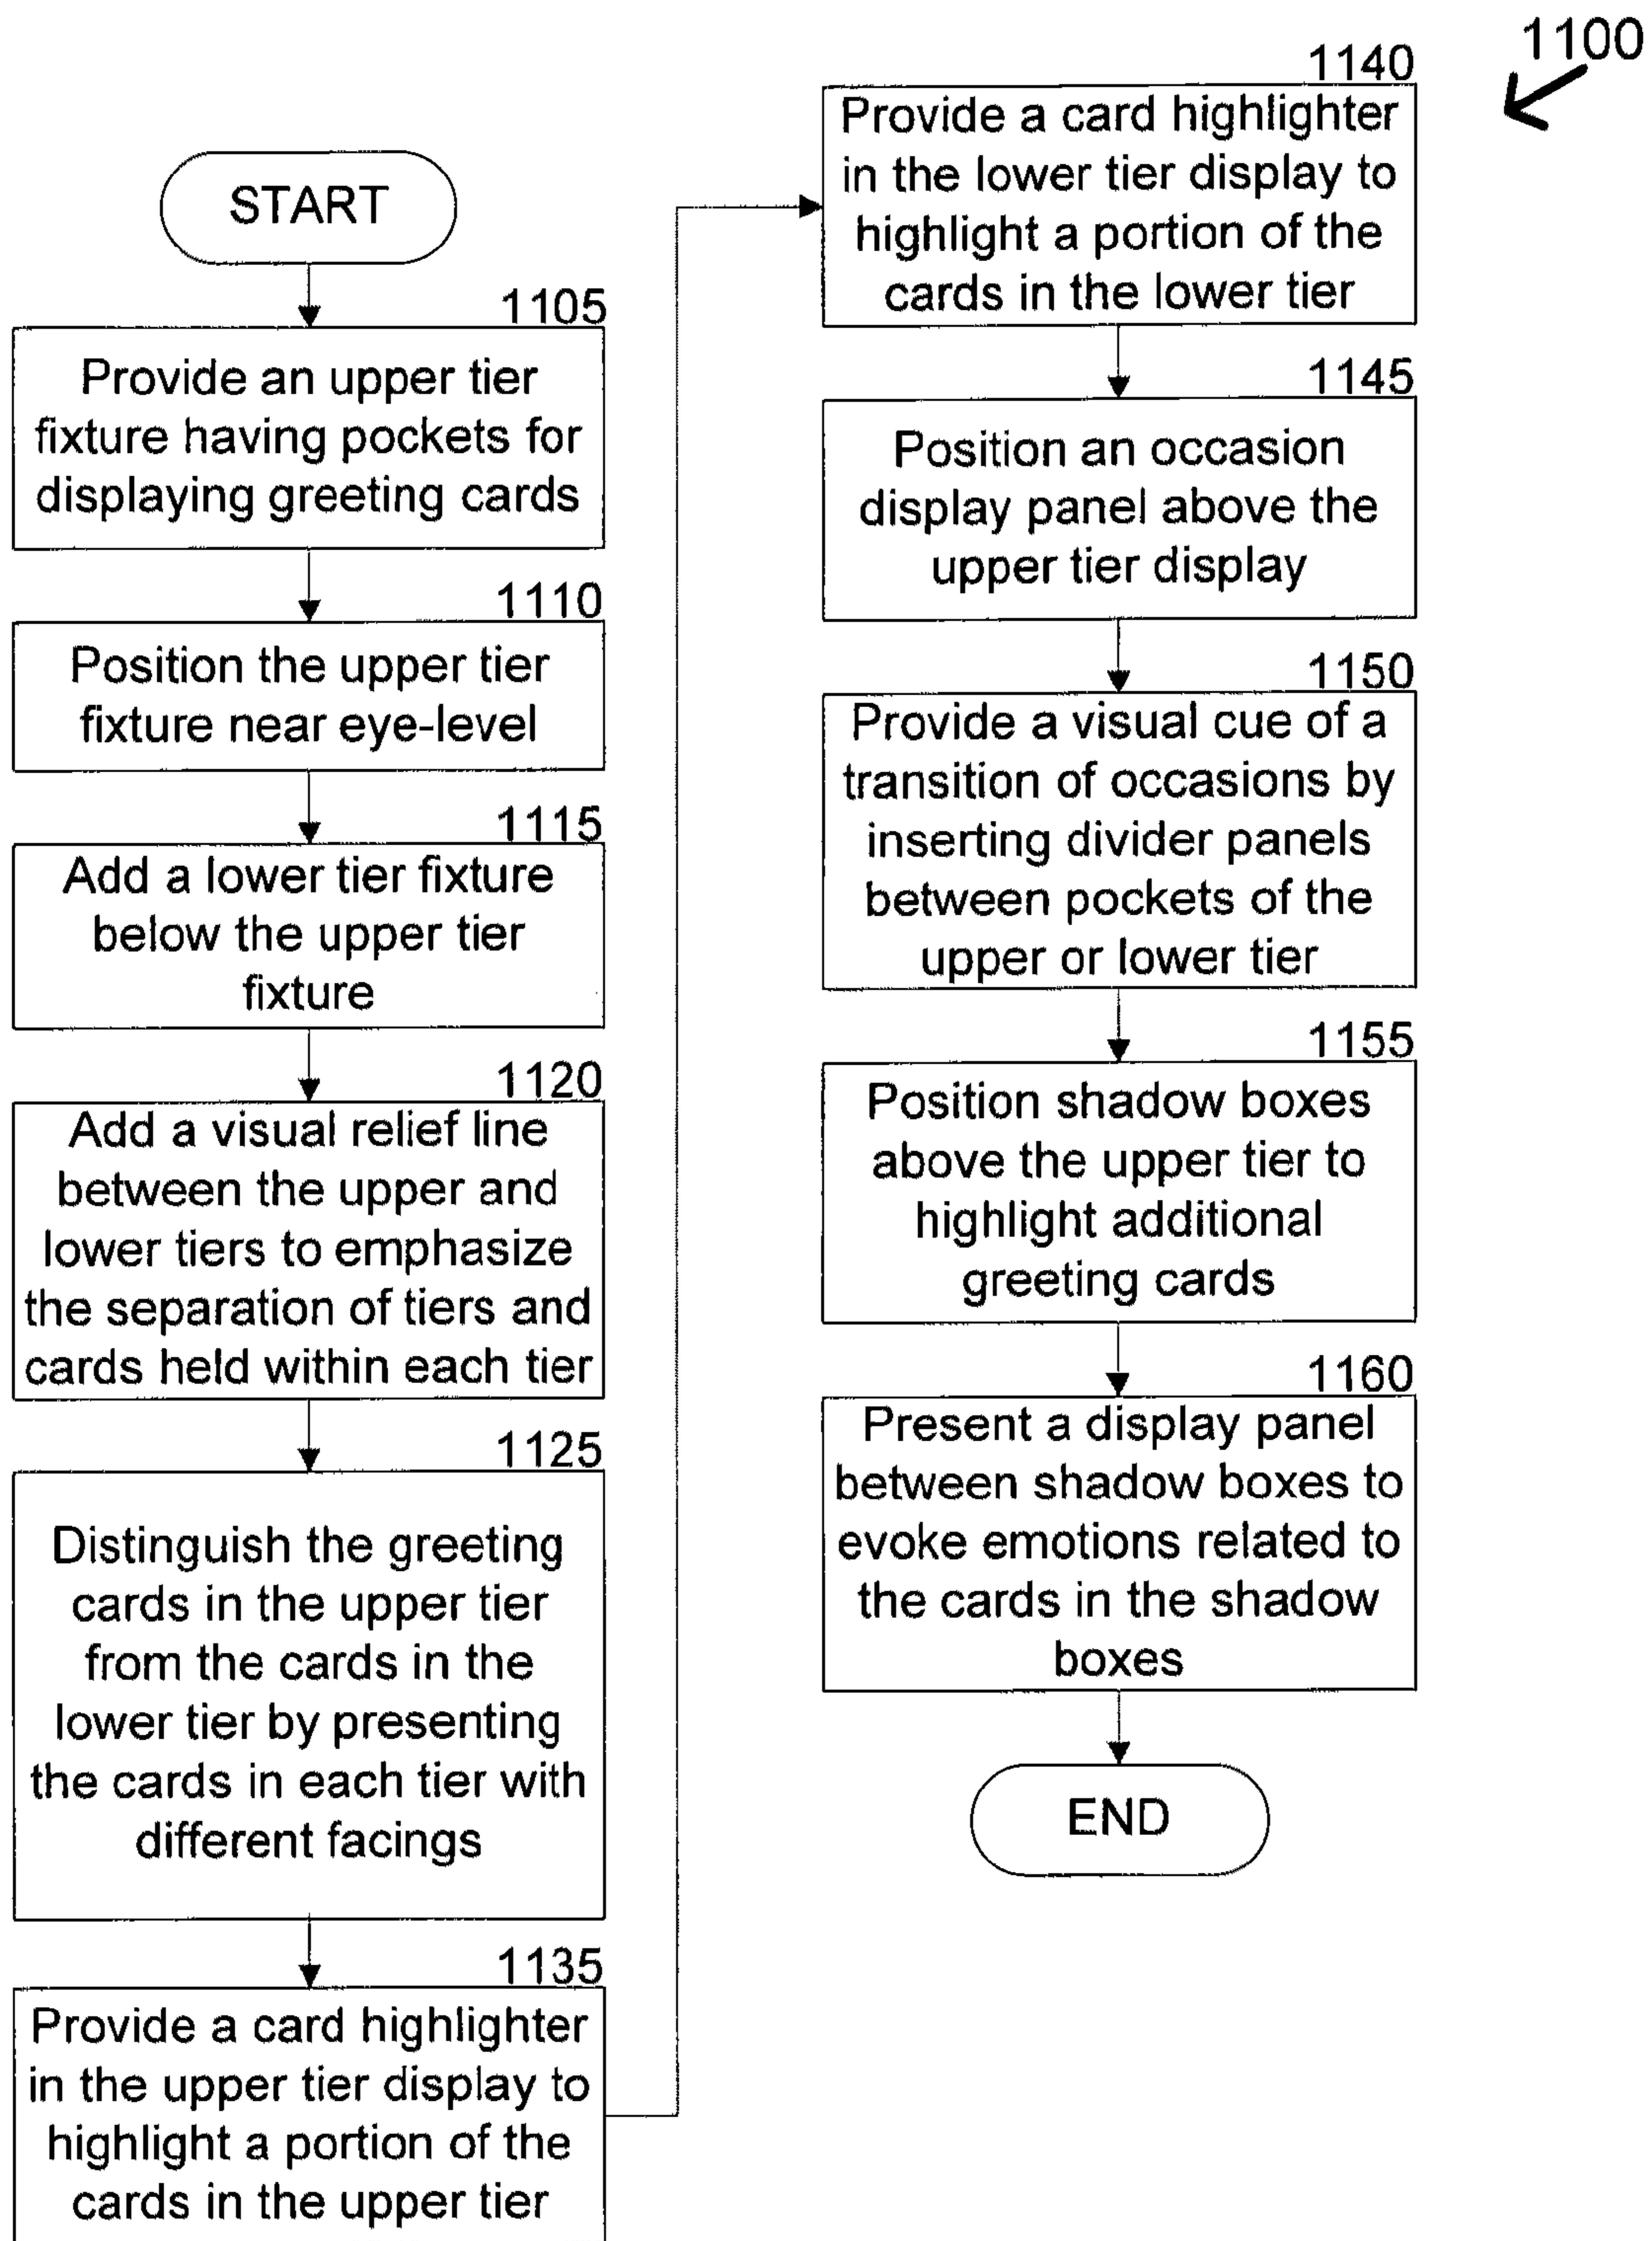 1100
START
1105
Provide an upper tier
fixture having pockets for
displaying greeting cards
1110
Position the upper tier
fixture near eye-level
1115
Add a lower tier fixture
below the upper tier
fixture
1120
Add a visual relief line
between the upper and
lower tiers to emphasize
the separation of tiers and
cards held within each tier
1125
Distinguish the greeting
cards in the upper tier
from the cards in the
lower tier by presenting
the cards in each tier with
different facings
1135
Provide a card highlighter
in the upper tier display to
highlight a portion of the
cards in the upper tier
1140
Provide a card highlighter
in the lower tier display to
highlight a portion of the
cards in the lower tier
1145
Position an occasion
display panel above the
upper tier display
1150
Provide a visual cue of a
transition of occasions by
inserting divider panels
between pockets of the
upper or lower tier
1155
Position shadow boxes
above the upper tier to
highlight additional
greeting cards
1160
Present a display panel
between shadow boxes to
evoke emotions related to
the cards in the shadow
boxes
END